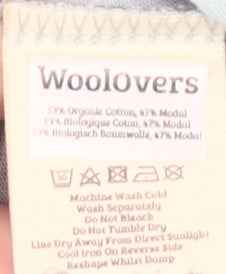 WoolOvers
53% Organic Cotton, 47% Modal
53% Biologique Coton, 47% Modal
53% Biologisch Baumwolle, 47% Modal
Machine Wash Cold
Wash Separately
Do Not Bleach
Do Not Tumble Dry
Line Dry Away From Direct Sunlight
Cool Iron On Reverse Side
Reshape Whilst Damp